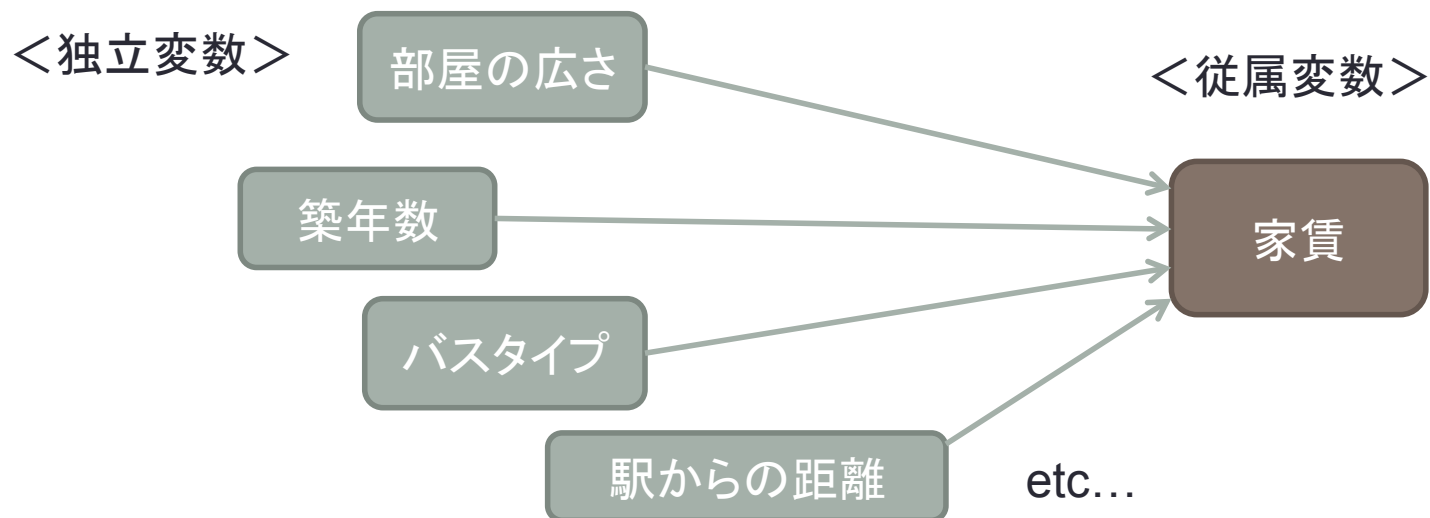 ＜独立変数＞
部屋の広さ
＜従属変数＞
築年数
家賃
バスタイプ
駅からの距離
etc…